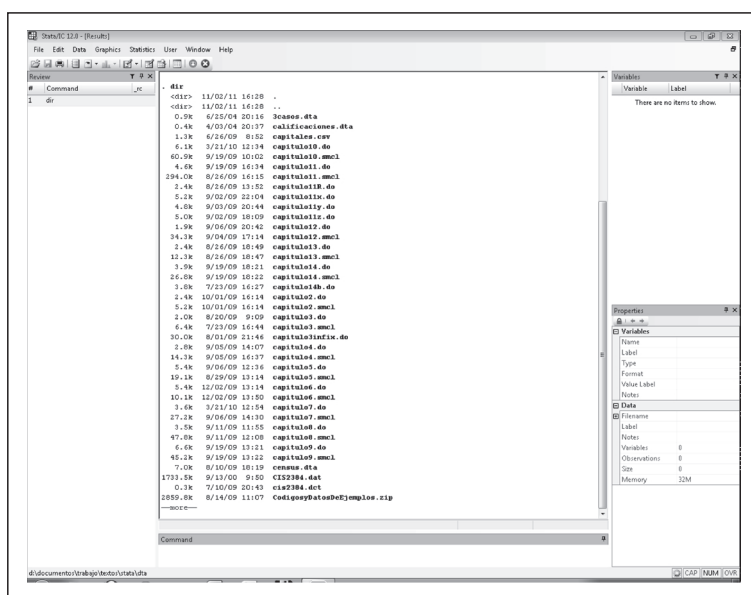 Stata/IC 12.0 - [Results]
File Edit Data Graphics Statistics User Window Help
Review
# Command _rc
1 dir
. dir
<dir> 11/02/11 16:28 .
<dir> 11/02/11 16:28 ..
0.9k 6/25/04 20:16 3casos.dta
0.4k 4/03/04 20:37 calificaciones.dta
1.3k 6/26/09 8:52 capitales.csv
6.1k 3/21/10 12:34 capitulo10.do
60.9k 9/19/09 10:02 capitulo10.smcl
4.6k 9/19/09 16:34 capitulo11.do
294.0k 8/26/09 16:15 capitulo11.smcl
2.4k 8/26/09 13:52 capitulo11R.do
5.2k 9/02/09 22:04 capitulo11x.do
4.8k 9/03/09 20:44 capitulo11y.do
5.0k 9/02/09 18:09 capitulo11z.do
1.9k 9/06/09 20:42 capitulo12.do
34.3k 9/04/09 17:14 capitulo12.smcl
2.4k 8/26/09 18:49 capitulo13.do
12.3k 8/26/09 18:47 capitulo13.smcl
3.9k 9/19/09 18:21 capitulo14.do
26.8k 9/19/09 18:22 capitulo14.smcl
3.8k 7/23/09 16:27 capitulo14b.do
2.4k 10/01/09 16:14 capitulo2.do
5.2k 10/01/09 16:14 capitulo2.smcl
2.0k 8/20/09 9:09 capitulo3.do
6.4k 7/23/09 16:44 capitulo3.smcl
30.0k 8/01/09 21:46 capitulo3infix.do
2.8k 9/05/09 14:07 capitulo4.do
14.3k 9/05/09 16:37 capitulo4.smcl
5.4k 9/06/09 12:36 capitulo5.do
19.1k 8/29/09 13:14 capitulo5.smcl
5.4k 12/02/09 13:14 capitulo6.do
10.1k 12/02/09 13:50 capitulo6.smcl
3.6k 3/21/10 12:54 capitulo7.do
27.2k 9/06/09 14:30 capitulo7.smcl
3.5k 9/11/09 11:55 capitulo8.do
47.8k 9/11/09 12:08 capitulo8.smcl
6.6k 9/19/09 13:21 capitulo9.do
45.2k 9/19/09 13:22 capitulo9.smcl
7.0k 8/10/09 18:19 census.dta
1733.5k 9/13/00 9:50 CIS2384.dat
0.3k 7/10/09 20:43 cis2384.dct
2859.8k 8/14/09 11:07 CodigosyDatosDeEjemplos.zip
—more—
Command
Variables
Variable Label
There are no items to show.
Properties
Variables
Name
Label
Type
Format
Value Label
Notes
Data
Filename
Label
Notes
Variables 0
Observations 0
Size 0
Memory 32M
d:\documentos\trabajo\textos\stata\dta
CAP NUM OVR